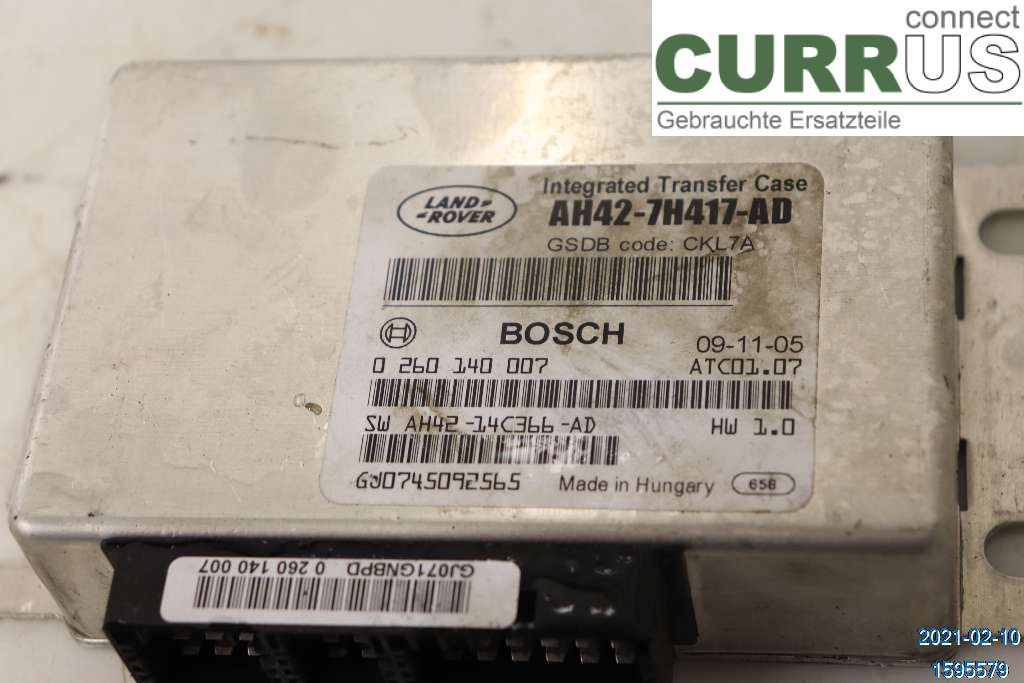 connect
CURRUS
Gebrauchte Ersatzteile
LAND ROVER
Integrated Transfer Case
AH42-7H417-AD
GSDB code: CKL7A
BOSCH
09-11-05
0 260 140 007
ATC01.07
SW AH42-14C366-AD
HW 1.0
GJ0745092565
Made in Hungary
658
GJ071GNBPD 0 260 140 007
2021-02-10
1595579